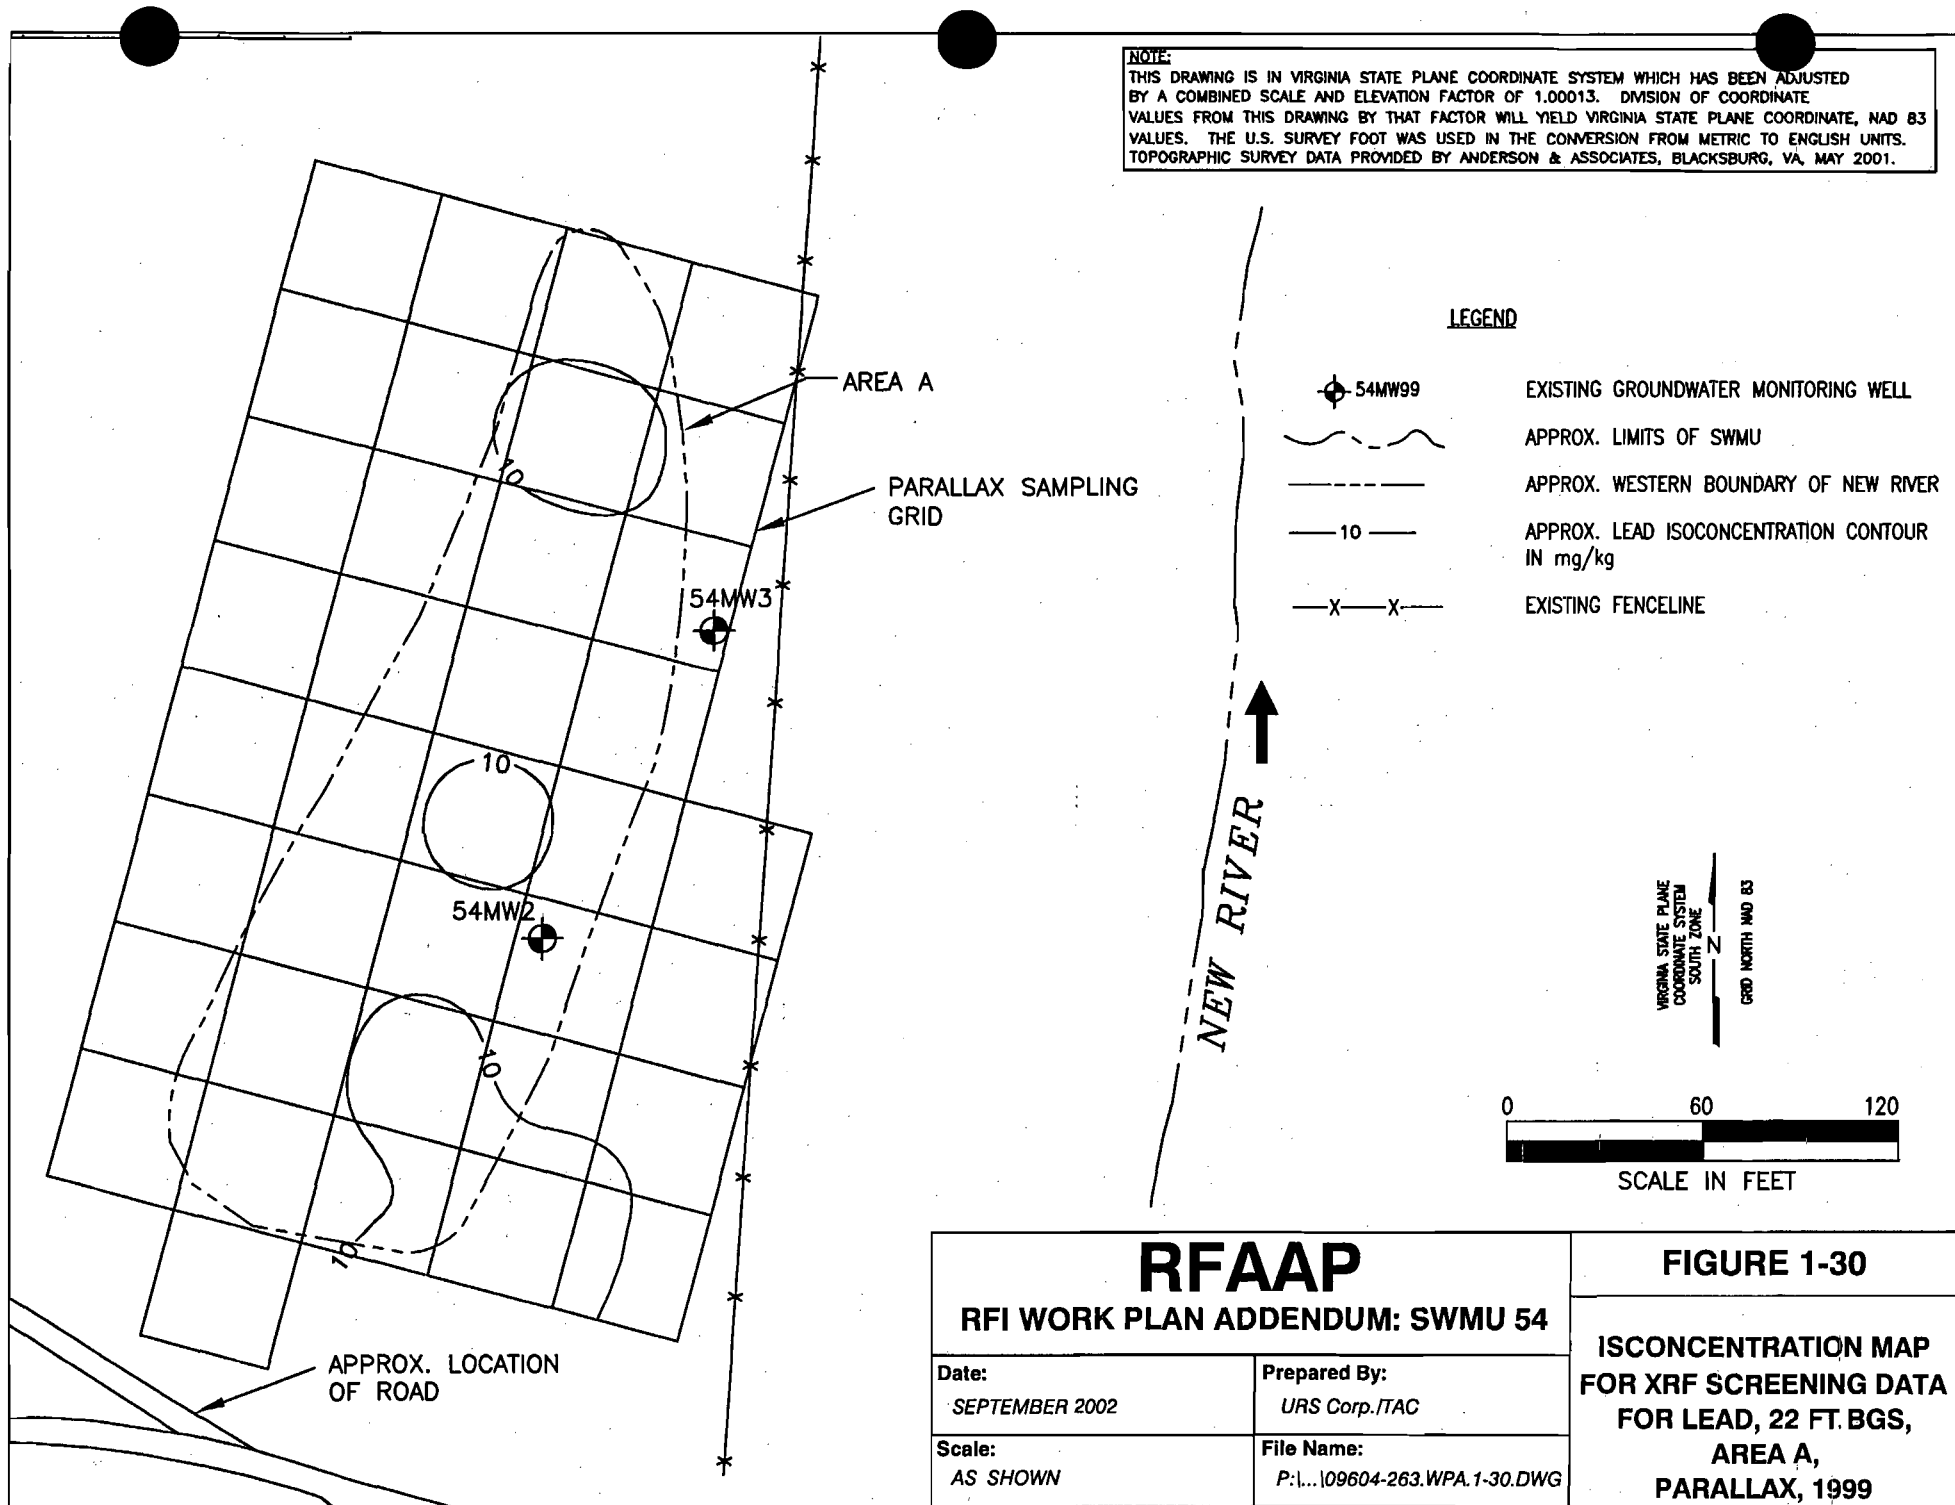 NOTE:
THIS DRAWING IS IN VIRGINIA STATE PLANE COORDINATE SYSTEM WHICH HAS BEEN ADJUSTED
BY A COMBINED SCALE AND ELEVATION FACTOR OF 1.00013. DIVISION OF COORDINATE
VALUES FROM THIS DRAWING BY THAT FACTOR WILL YIELD VIRGINIA STATE PLANE COORDINATE, NAD 83
VALUES. THE U.S. SURVEY FOOT WAS USED IN THE CONVERSION FROM METRIC TO ENGLISH UNITS.
TOPOGRAPHIC SURVEY DATA PROVIDED BY ANDERSON & ASSOCIATES, BLACKSBURG, VA, MAY 2001.
LEGEND
54MW99 EXISTING GROUNDWATER MONITORING WELL
APPROX. LIMITS OF SWMU
APPROX. WESTERN BOUNDARY OF NEW RIVER
10 APPROX. LEAD ISOCONCENTRATION CONTOUR
IN mg/kg
X X EXISTING FENCELINE
AREA A
10
PARALLAX SAMPLING
GRID
54MW3
10
54MW2
10
10
NEW RIVER
VIRGINIA STATE PLANE
COORDINATE SYSTEM
SOUTH ZONE
N
GRID NORTH NAD 83
0 60 120
SCALE IN FEET
APPROX. LOCATION
OF ROAD
RFAAP
RFI WORK PLAN ADDENDUM: SWMU 54
Date:
SEPTEMBER 2002
Prepared By:
URS Corp./TAC
Scale:
AS SHOWN
File Name:
P:\...\09604-263.WPA.1-30.DWG
FIGURE 1-30
ISCONCENTRATION MAP
FOR XRF SCREENING DATA
FOR LEAD, 22 FT. BGS,
AREA A,
PARALLAX, 1999